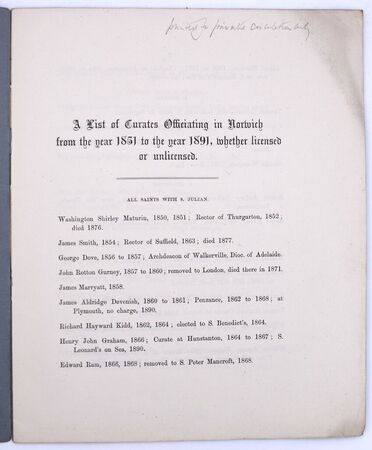 printed for private circulation only
A List of Curates Officiating in Norwich
from the year 1851 to the year 1891, whether licensed
or unlicensed.
ALL SAINTS WITH S. JULIAN.
Washington Shirley Maturin, 1850, 1851; Rector of Thurgarton, 1852;
died 1876.
James Smith, 1854; Rector of Suffield, 1863; died 1877.
George Dove, 1856 to 1857; Archdeacon of Walkerville, Dioc. of Adelaide.
John Rotton Gurney, 1857 to 1860; removed to London, died there in 1871.
James Marryatt, 1858.
James Aldridge Devenish, 1860 to 1861; Penzance, 1862 to 1868; at
Plymouth, no charge, 1890.
Richard Hayward Kidd, 1862, 1864; elected to S. Benedict's, 1864.
Henry John Graham, 1866; Curate at Hunstanton, 1864 to 1867; S.
Leonard's on Sea, 1890.
Edward Ram, 1866, 1868; removed to S. Peter Mancroft, 1868.